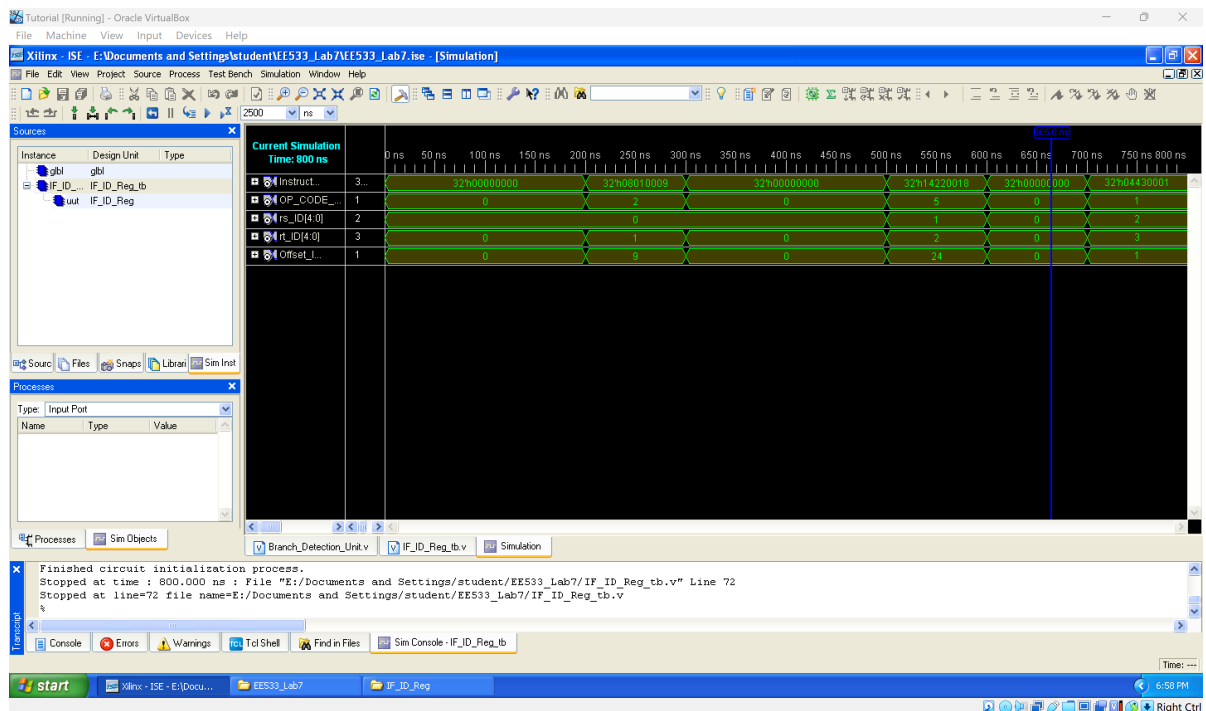 Tutorial [Running] - Oracle VirtualBox
File Machine View Input Devices Help
Xilinx - ISE - E:\Documents and Settings\student\EE533_Lab7\EE533_Lab7.ise - [Simulation]
File Edit View Project Source Process Test Bench Simulation Window Help
2500 ns
Sources
Instance Design Unit Type
glbl glbl
IF_ID_... IF_ID_Reg_tb
uut IF_ID_Reg
Sourc Files Snaps Librari Sim Inst
Processes
Type: Input Port
Name Type Value
Processes Sim Objects
665.0 ns
Current Simulation
Time: 800 ns
0 ns 50 ns 100 ns 150 ns 200 ns 250 ns 300 ns 350 ns 400 ns 450 ns 500 ns 550 ns 600 ns 650 ns 700 ns 750 ns 800 ns
Instruct... 3... 32'h00000000 32'h08010009 32'h00000000 32'h14220018 32'h00000000 32'h04430001
OP_CODE_... 1 0 2 0 5 0 1
rs_ID[4:0] 2 0 1 0 2
rt_ID[4:0] 3 0 1 0 2 0 3
Offset_I... 1 0 9 0 24 0 1
Branch_Detection_Unit.v IF_ID_Reg_tb.v Simulation
Finished circuit initialization process.
Stopped at time : 800.000 ns : File "E:/Documents and Settings/student/EE533_Lab7/IF_ID_Reg_tb.v" Line 72
Stopped at line=72 file name=E:/Documents and Settings/student/EE533_Lab7/IF_ID_Reg_tb.v
%
Transcript
Console Errors Warnings Tcl Shell Find in Files Sim Console - IF_ID_Reg_tb
Time: ---
start Xilinx - ISE - E:\Docu... EE533_Lab7 IF_ID_Reg 6:58 PM
Right Ctrl